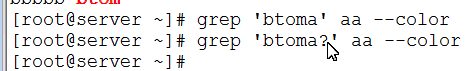 [root@server ~]# grep 'btoma' aa --color
[root@server ~]# grep 'btoma?' aa --color
[root@server ~]#